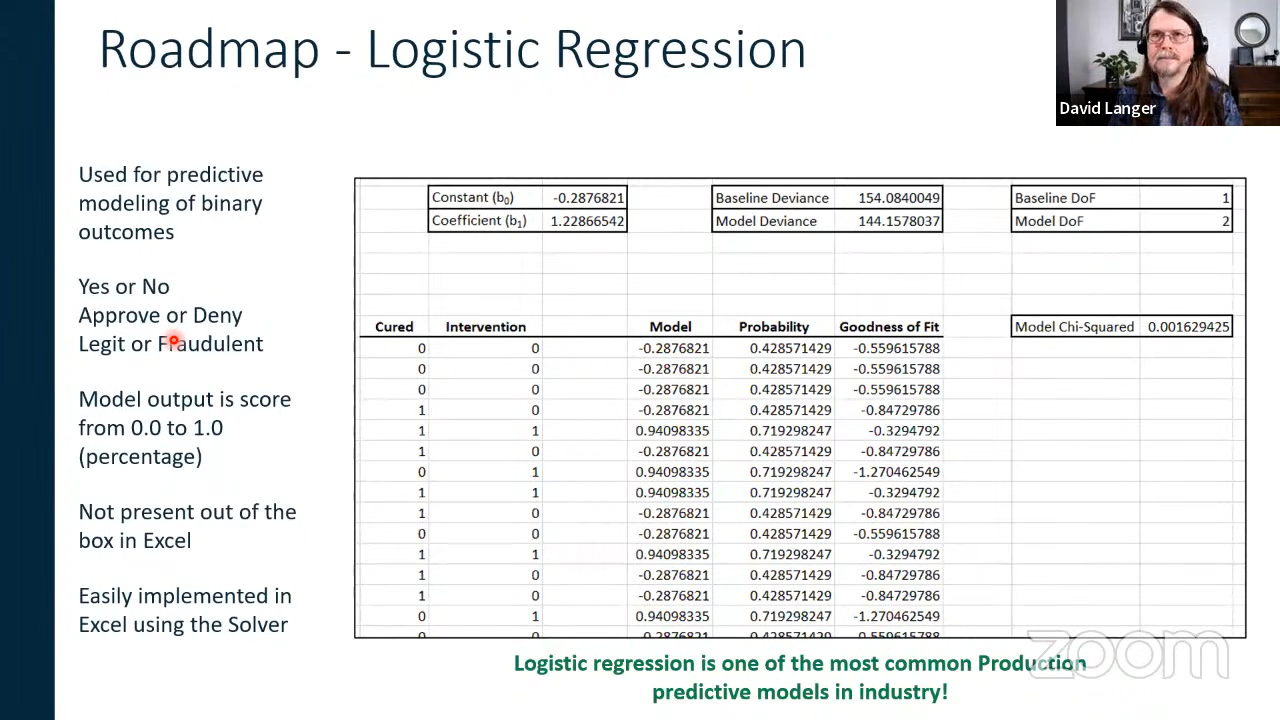 Roadmap - Logistic Regression
David Langer
Used for predictive
modeling of binary
outcomes
Yes or No
Approve or Deny
Legit or Fraudulent
Model output is score
from 0.0 to 1.0
(percentage)
Not present out of the
box in Excel
Easily implemented in
Excel using the Solver
Constant (b0) -0.2876821 Baseline Deviance 154.0840049 Baseline DoF 1
Coefficient (b1) 1.22866542 Model Deviance 144.1578037 Model DoF 2
Cured Intervention Model Probability Goodness of Fit Model Chi-Squared 0.001629425
0 0 -0.2876821 0.428571429 -0.559615788
0 0 -0.2876821 0.428571429 -0.559615788
0 0 -0.2876821 0.428571429 -0.559615788
1 0 -0.2876821 0.428571429 -0.84729786
1 1 0.94098335 0.719298247 -0.3294792
1 0 -0.2876821 0.428571429 -0.84729786
0 1 0.94098335 0.719298247 -1.270462549
1 1 0.94098335 0.719298247 -0.3294792
1 0 -0.2876821 0.428571429 -0.84729786
0 0 -0.2876821 0.428571429 -0.559615788
1 1 0.94098335 0.719298247 -0.3294792
1 0 -0.2876821 0.428571429 -0.84729786
1 0 -0.2876821 0.428571429 -0.84729786
0 1 0.94098335 0.719298247 -1.270462549
0 0 -0.2876821 0.428571429 -0.559615788
Logistic regression is one of the most common Production
predictive models in industry!
zoom